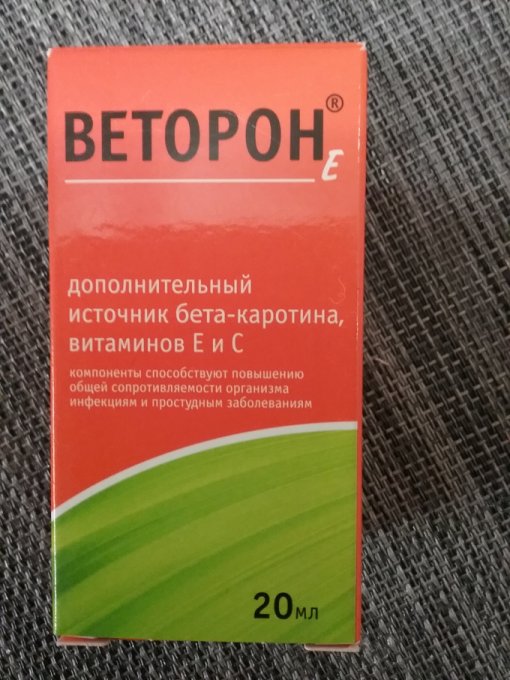 ВЕТОРОН®
E
дополнительный
источник бета-каротина,
витаминов Е и С
компоненты способствуют повышению
общей сопротивляемости организма
инфекциям и простудным заболеваниям
20мл